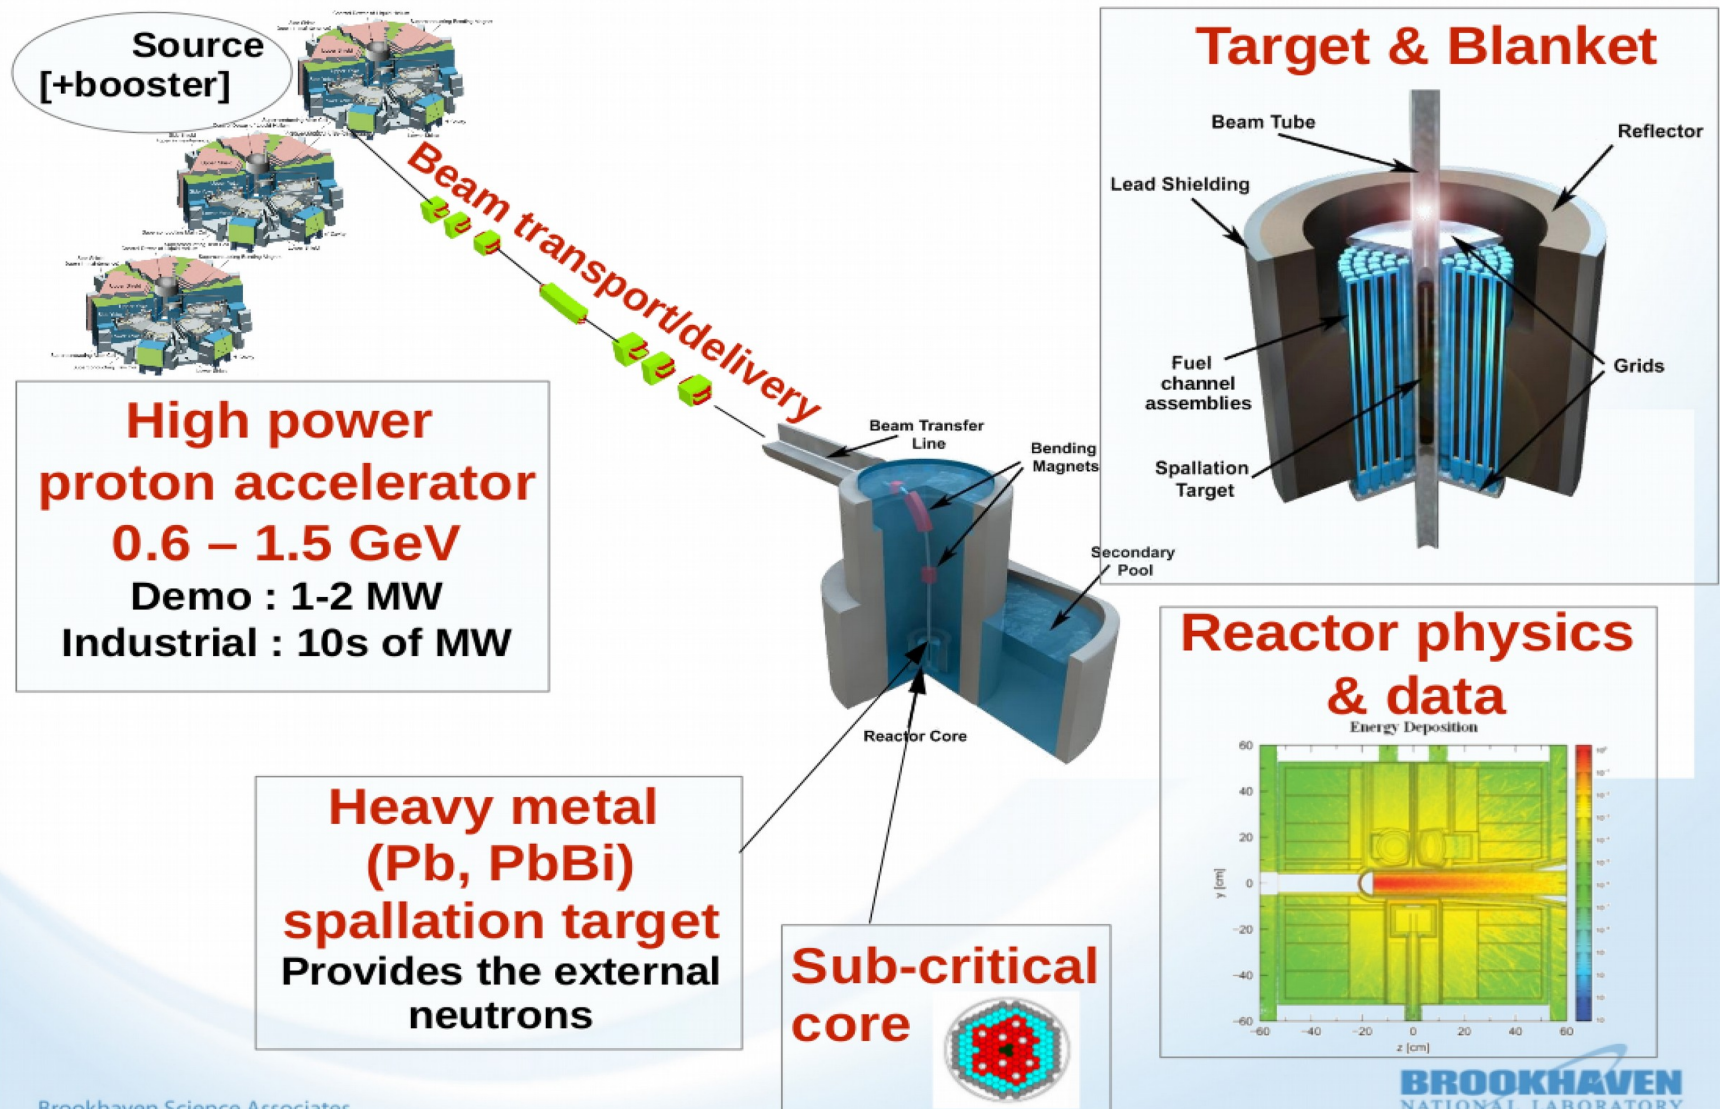 Source
[+booster]
Beam transport/delivery
High power
proton accelerator
0.6 – 1.5 GeV
Demo : 1-2 MW
Industrial : 10s of MW
Beam Transfer
Line
Bending
Magnets
Secondary
Pool
Reactor Core
Heavy metal
(Pb, PbBi)
spallation target
Provides the external
neutrons
Sub-critical
core
Target & Blanket
Beam Tube
Reflector
Lead Shielding
Fuel
channel
assemblies
Grids
Spallation
Target
Reactor physics
& data
Energy Deposition
60
40
20
0
-20
-40
-60
y [cm]
-60
-40
-20
0
20
40
60
z [cm]
Brookhaven Science Associates
BROOKHAVEN
NATIONAL LABORATORY